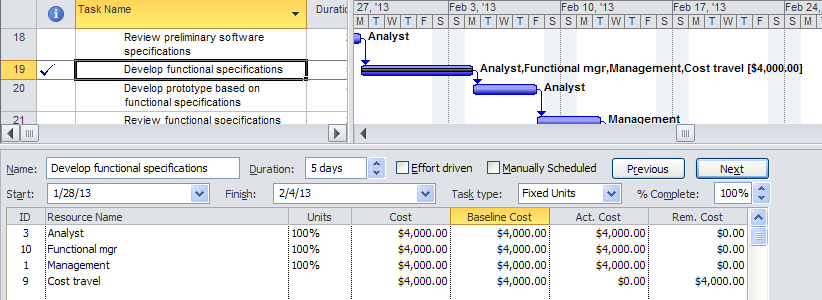 Task Name Duratio 27, '13 Feb 3, '13 Feb 10, '13 Feb 17, '13 Feb 24,
M T W T F S S M T W T F S S M T W T F S S M T W T F S S M
18 Review preliminary software specifications Analyst
19 Develop functional specifications Analyst,Functional mgr,Management,Cost travel [$4,000.00]
20 Develop prototype based on functional specifications Analyst
21 Review functional specifications Management
Name: Develop functional specifications Duration: 5 days Effort driven Manually Scheduled Previous Next
Start: 1/28/13 Finish: 2/4/13 Task type: Fixed Units % Complete: 100%
ID Resource Name Units Cost Baseline Cost Act. Cost Rem. Cost
3 Analyst 100% $4,000.00 $4,000.00 $4,000.00 $0.00
10 Functional mgr 100% $4,000.00 $4,000.00 $4,000.00 $0.00
1 Management 100% $4,000.00 $4,000.00 $4,000.00 $0.00
9 Cost travel $4,000.00 $4,000.00 $0.00 $4,000.00